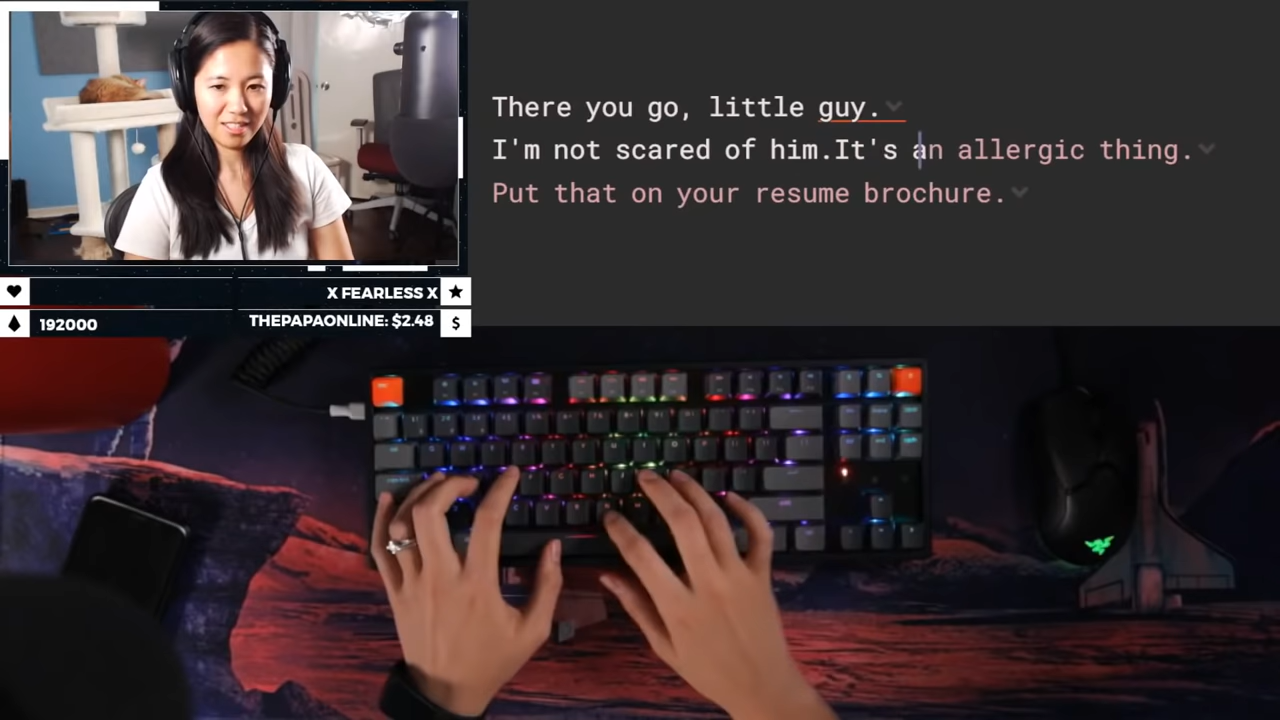 There you go, little guy.
I'm not scared of him.It's an allergic thing.
Put that on your resume brochure.
X FEARLESS X
192000
THEPAPAONLINE: $2.48
$